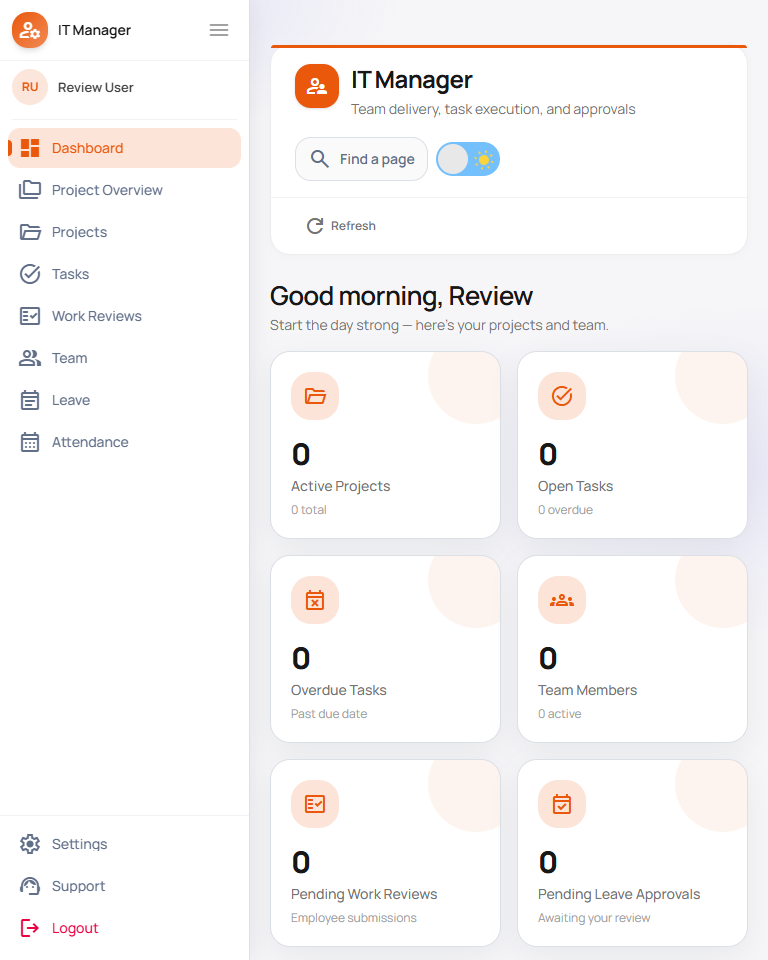 IT Manager
RU
Review User
Dashboard
Project Overview
Projects
Tasks
Work Reviews
Team
Leave
Attendance
Settings
Support
Logout
IT Manager
Team delivery, task execution, and approvals
Find a page
Refresh
Good morning, Review
Start the day strong — here's your projects and team.
0
Active Projects
0 total
0
Open Tasks
0 overdue
0
Overdue Tasks
Past due date
0
Team Members
0 active
0
Pending Work Reviews
Employee submissions
0
Pending Leave Approvals
Awaiting your review